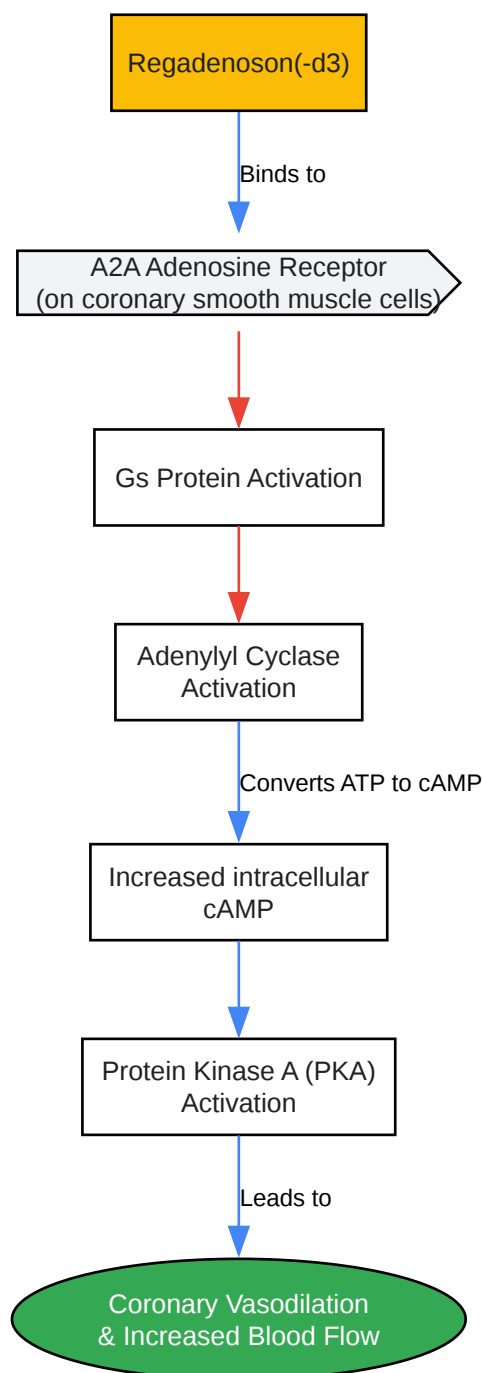 Regadenoson(-d3)
Binds to
A2A Adenosine Receptor
(on coronary smooth muscle cells)
Gs Protein Activation
Adenylyl Cyclase
Activation
Converts ATP to cAMP
Increased intracellular
cAMP
Protein Kinase A (PKA)
Activation
Leads to
Coronary Vasodilation
& Increased Blood Flow